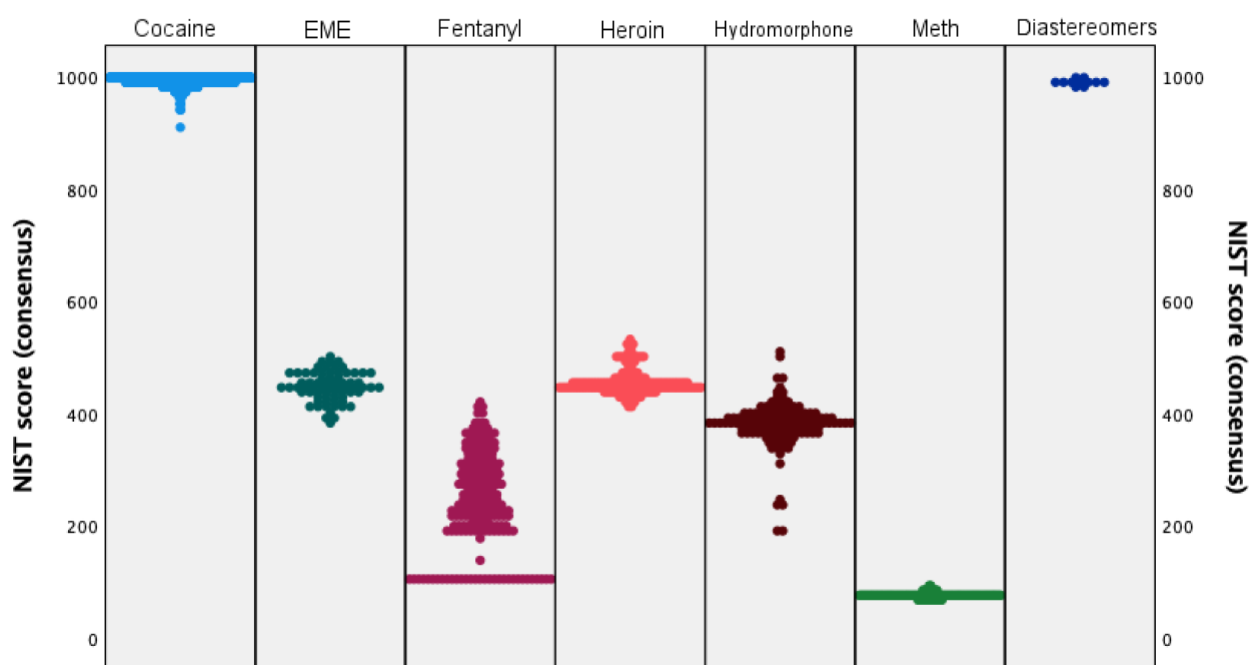 Cocaine EME Fentanyl Heroin Hydromorphone Meth Diastereomers
1000 1000
800 800
600 600
400 400
200 200
0 0
NIST score (consensus)
NIST score (consensus)